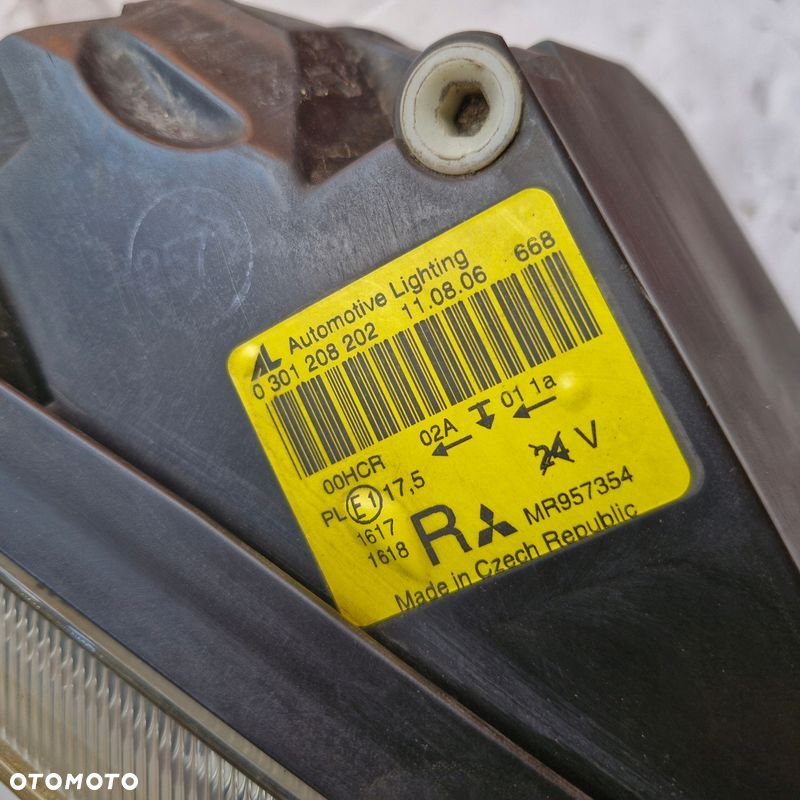 AL Automotive Lighting
0 301 208 202 11.08.06 668
00HCR 02A 01 1a
PL E1 17,5 24 V
1617
1618 R MR957354
Made in Czech Republic
OTOMOTO